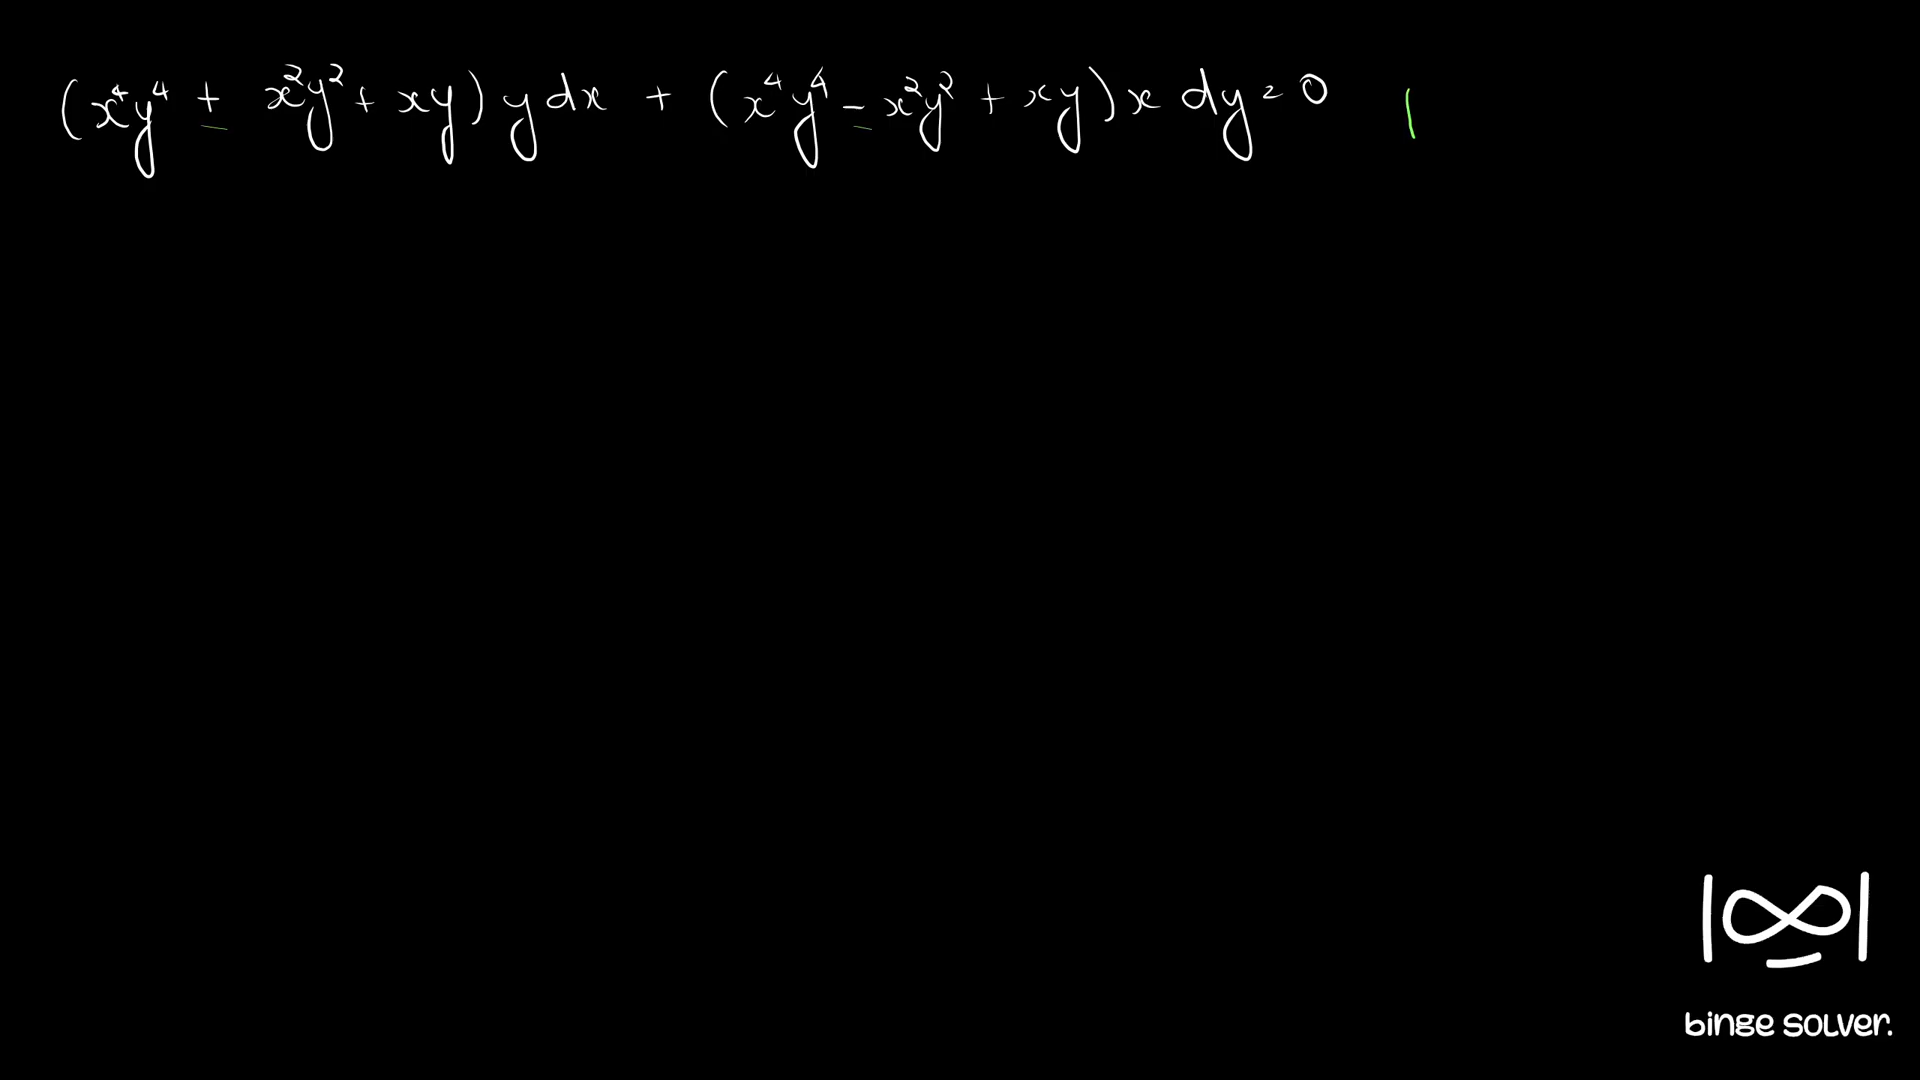 (x⁴y⁴ + x²y² + xy) y dx + (x⁴y⁴ - x²y² + xy) x dy = 0
binge solver.